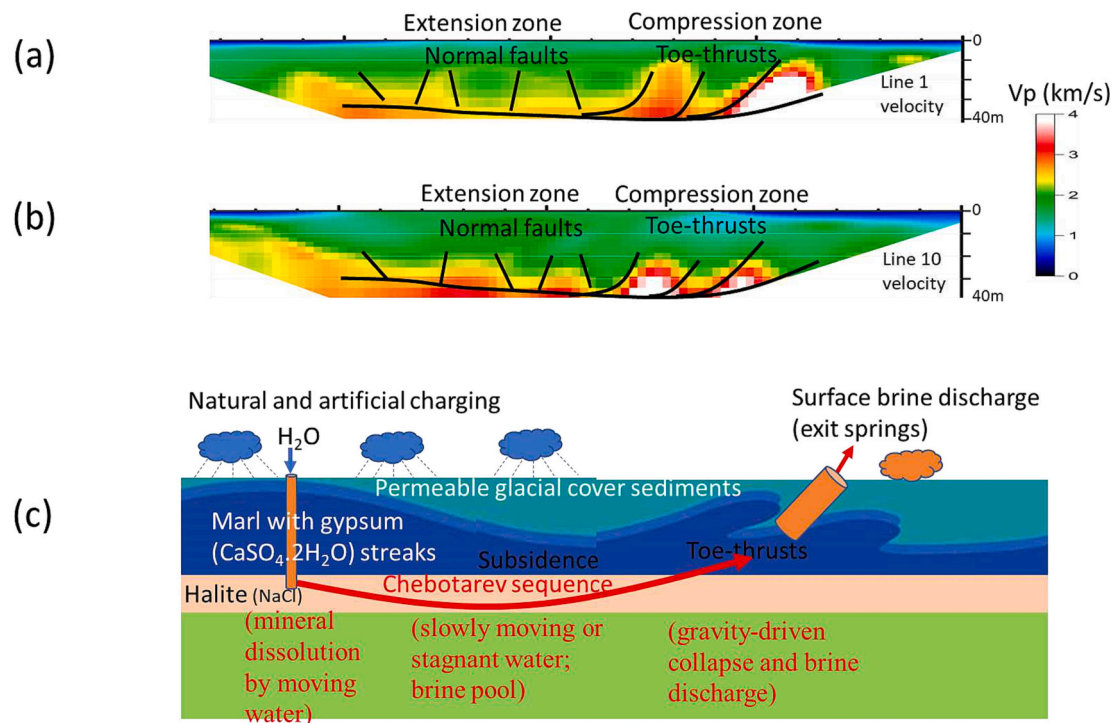 (a)
Extension zone
Compression zone
Normal faults
Toe-thrusts
0
Line 1
velocity
40m
Vp (km/s)
4
3
2
1
0
(b)
Extension zone
Compression zone
Normal faults
Toe-thrusts
0
Line 10
velocity
40m
(c)
Natural and artificial charging
H₂O
Surface brine discharge
(exit springs)
Permeable glacial cover sediments
Marl with gypsum
(CaSO₄.2H₂O) streaks
Subsidence
Toe-thrusts
Chebotarev sequence
Halite (NaCl)
(mineral
dissolution
by moving
water)
(slowly moving or
stagnant water;
brine pool)
(gravity-driven
collapse and brine
discharge)